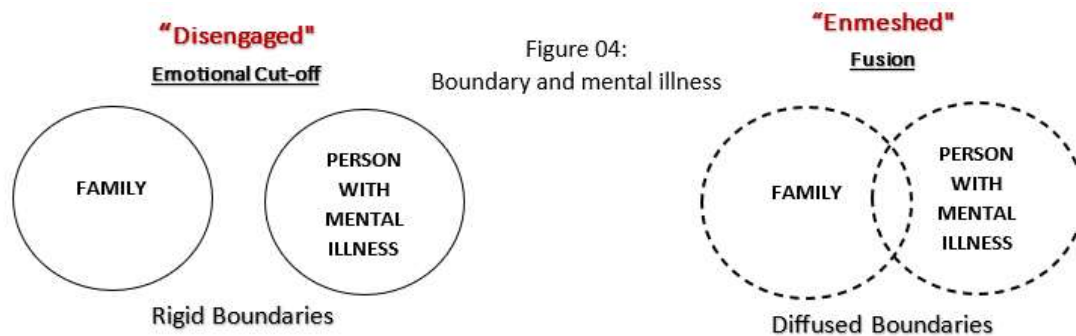 “Disengaged"
Emotional Cut-off
FAMILY
PERSON
WITH
MENTAL
ILLNESS
Rigid Boundaries
Figure 04:
Boundary and mental illness
“Enmeshed"
Fusion
FAMILY
PERSON
WITH
MENTAL
ILLNESS
Diffused Boundaries